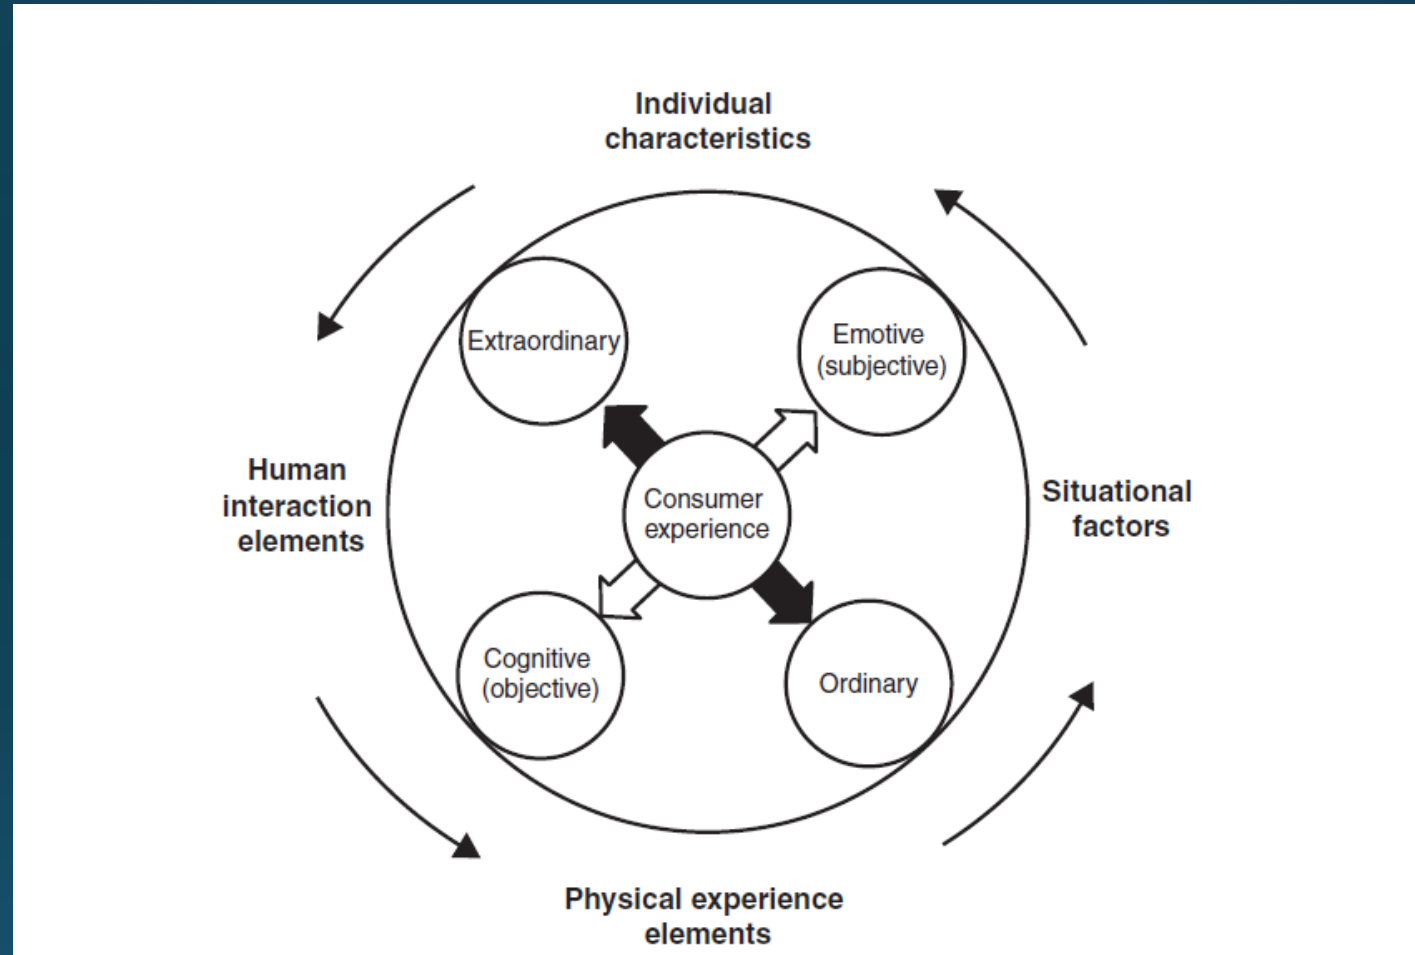 Individual
characteristics
Extraordinary
Emotive
(subjective)
Human
interaction
elements
Consumer
experience
Situational
factors
Cognitive
(objective)
Ordinary
Physical experience
elements